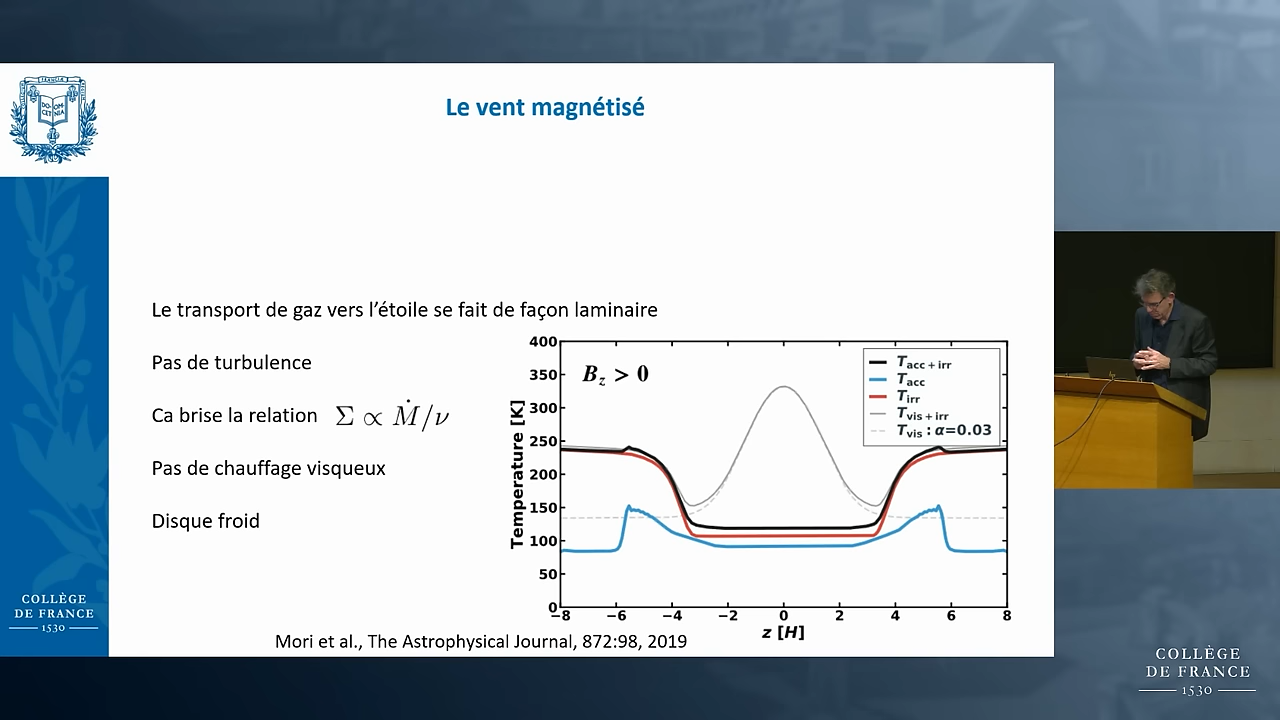 Le vent magnétisé
Le transport de gaz vers l'étoile se fait de façon laminaire
Pas de turbulence
Ca brise la relation Σ ∝ Ṁ/ν
Pas de chauffage visqueux
Disque froid
B_z > 0
T_acc + irr
T_acc
T_irr
T_vis + irr
T_vis : α=0.03
Temperature [K]
400
350
300
250
200
150
100
50
0
−8 −6 −4 −2 0 2 4 6 8
z [H]
Mori et al., The Astrophysical Journal, 872:98, 2019
COLLÈGE
DE FRANCE
1530
COLLÈGE
DE FRANCE
1530